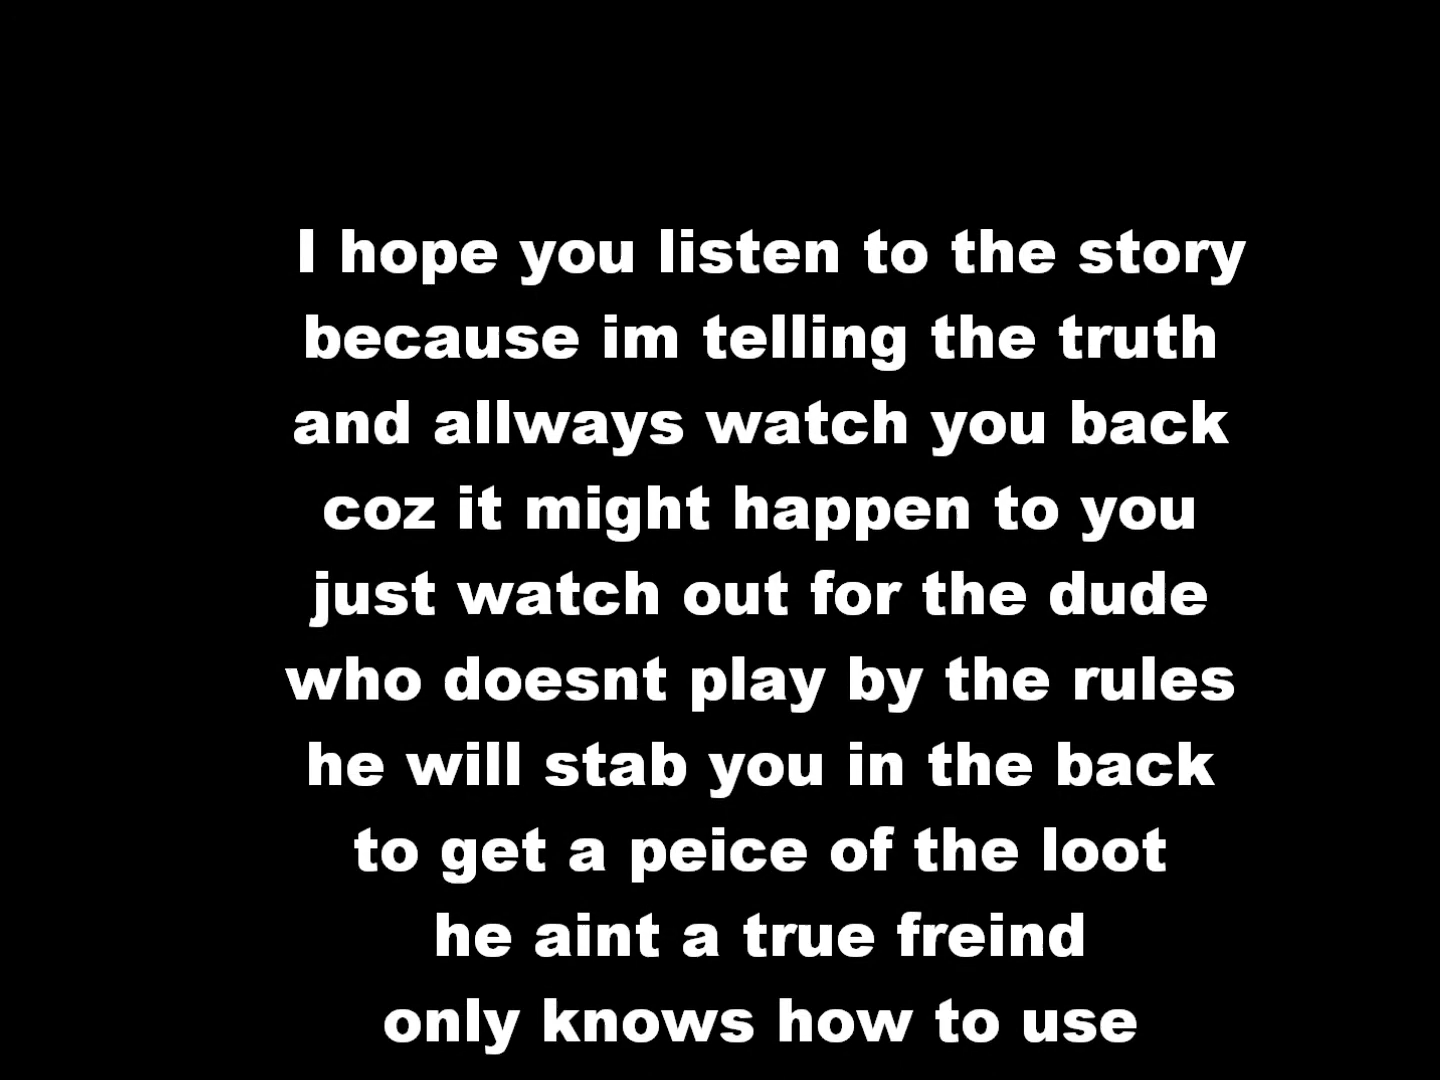 I hope you listen to the story
because im telling the truth
and allways watch you back
coz it might happen to you
just watch out for the dude
who doesnt play by the rules
he will stab you in the back
to get a peice of the loot
he aint a true freind
only knows how to use